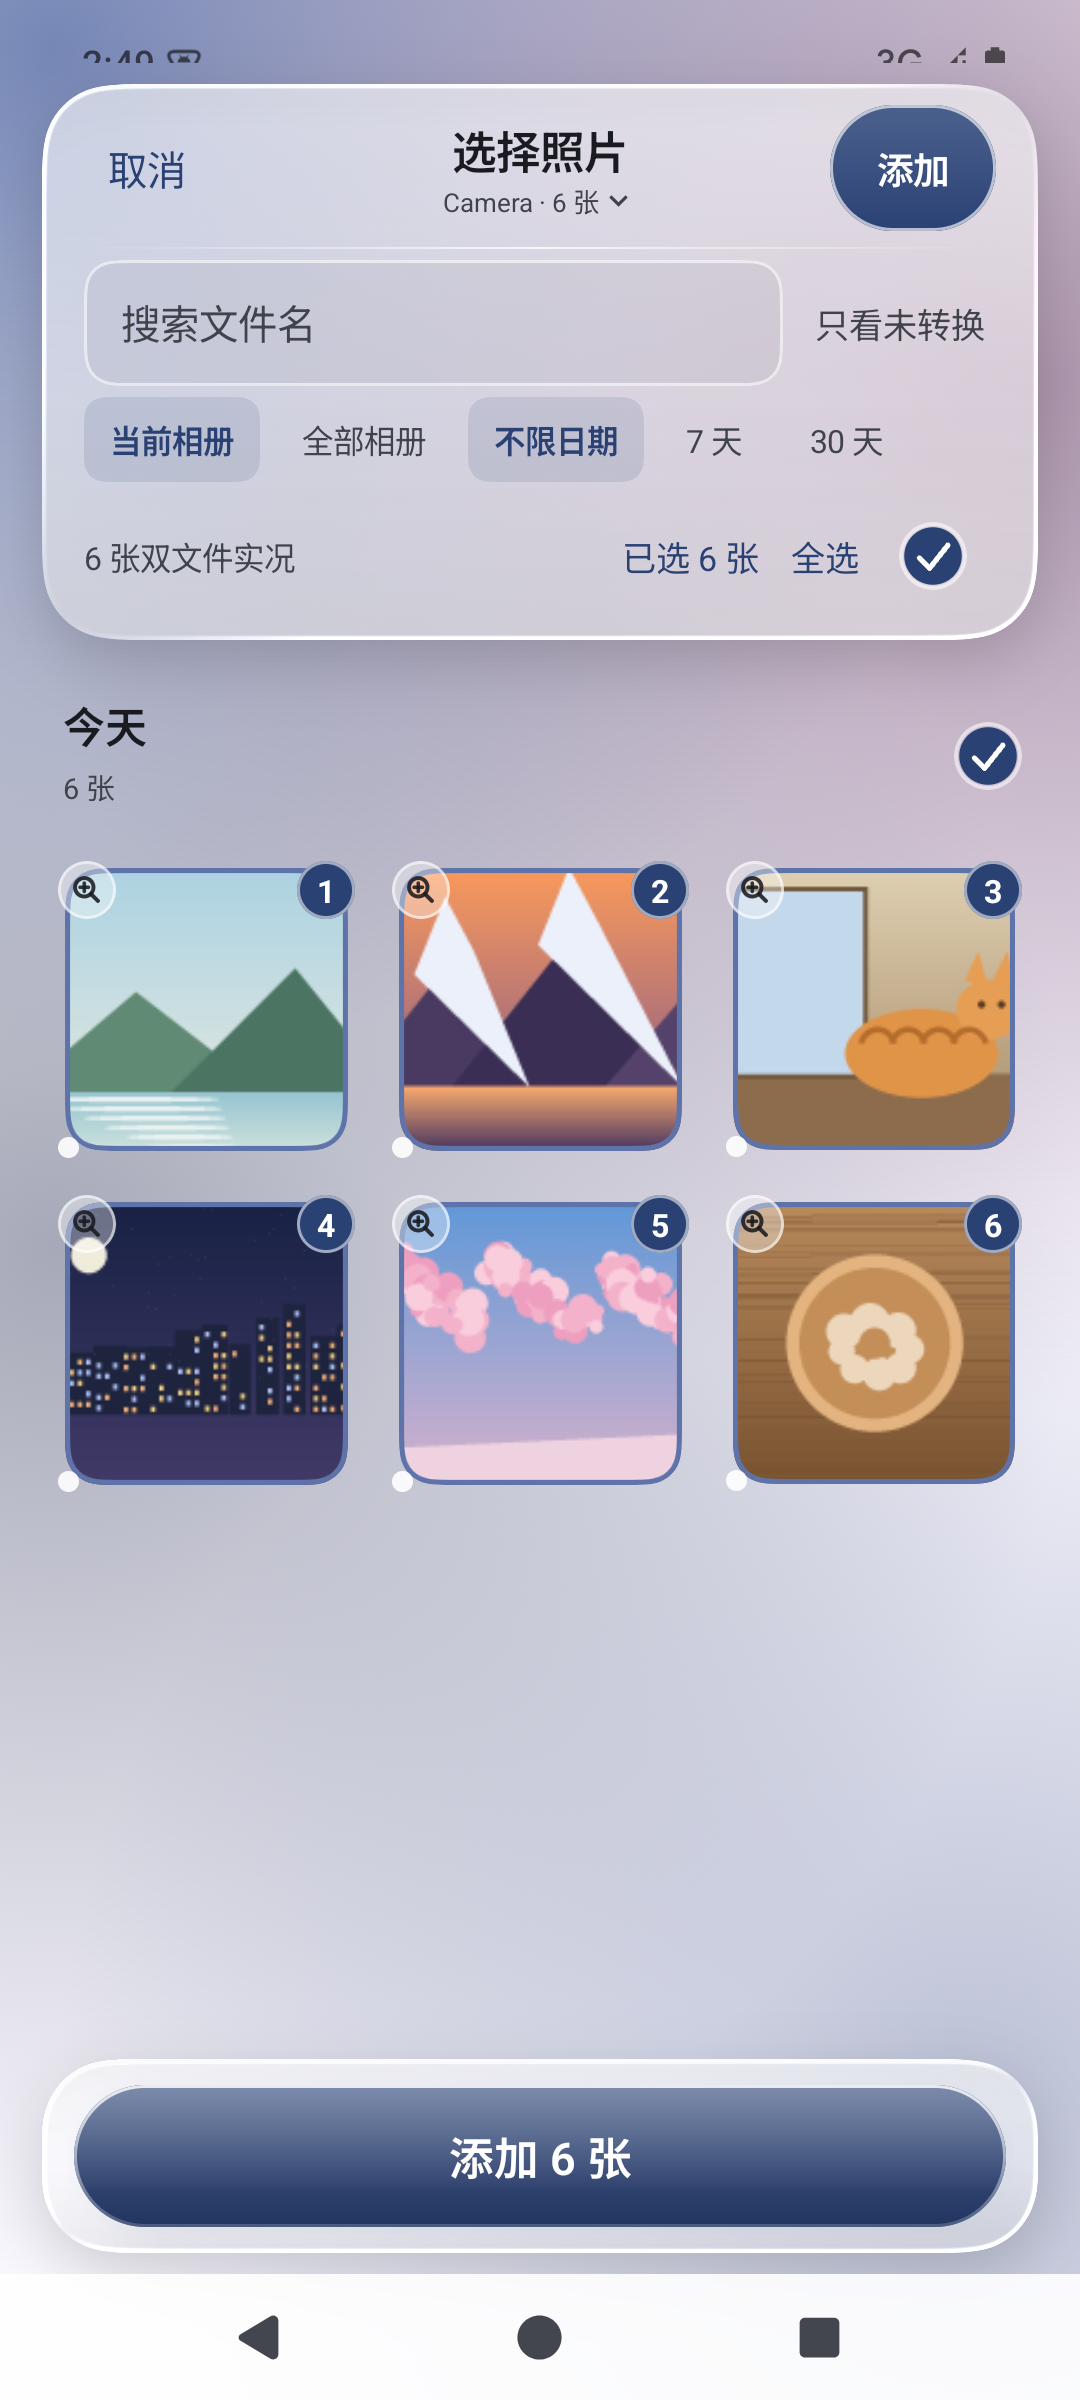 2:49
3G
取消
选择照片
添加
Camera · 6 张
搜索文件名
只看未转换
当前相册
全部相册
不限日期
7 天
30 天
6 张双文件实况
已选 6 张
全选
今天
6 张
1
2
3
4
5
6
添加 6 张